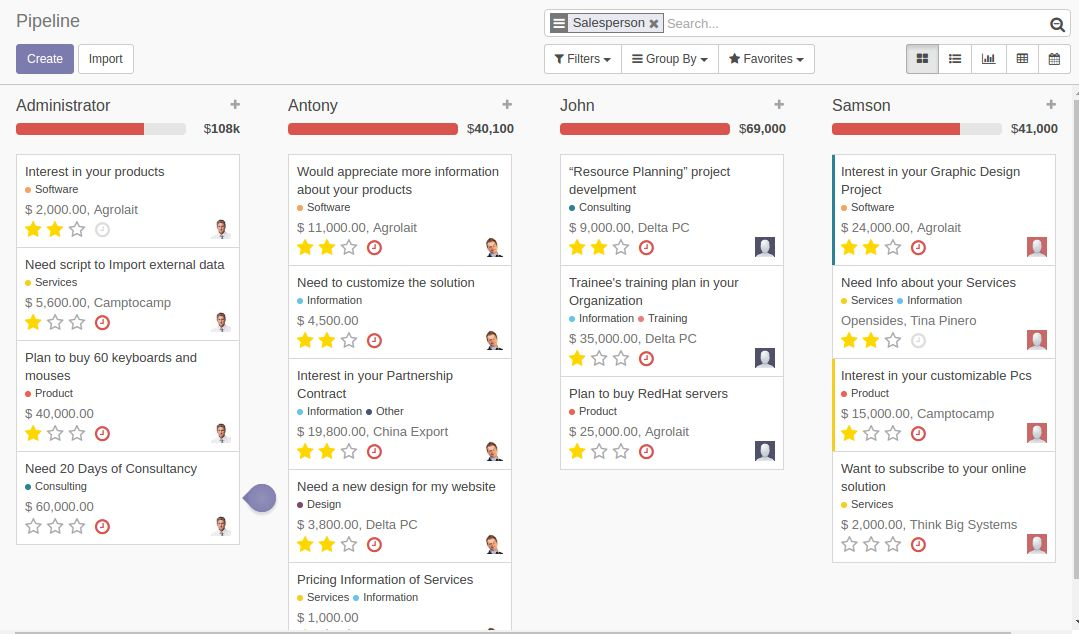 Pipeline
Salesperson ✖ Search...
Create Import
Filters Group By Favorites
Administrator
$108k
Interest in your products
Software
$ 2,000.00, Agrolait
Need script to Import external data
Services
$ 5,600.00, Camptocamp
Plan to buy 60 keyboards and
mouses
Product
$ 40,000.00
Need 20 Days of Consultancy
Consulting
$ 60,000.00
Antony
$40,100
Would appreciate more information
about your products
Software
$ 11,000.00, Agrolait
Need to customize the solution
Information
$ 4,500.00
Interest in your Partnership
Contract
Information Other
$ 19,800.00, China Export
Need a new design for my website
Design
$ 3,800.00, Delta PC
Pricing Information of Services
Services Information
$ 1,000.00
John
$69,000
“Resource Planning” project
develpment
Consulting
$ 9,000.00, Delta PC
Trainee's training plan in your
Organization
Information Training
$ 35,000.00, Delta PC
Plan to buy RedHat servers
Product
$ 25,000.00, Agrolait
Samson
$41,000
Interest in your Graphic Design
Project
Software
$ 24,000.00, Agrolait
Need Info about your Services
Services Information
Opensides, Tina Pinero
Interest in your customizable Pcs
Product
$ 15,000.00, Camptocamp
Want to subscribe to your online
solution
Services
$ 2,000.00, Think Big Systems